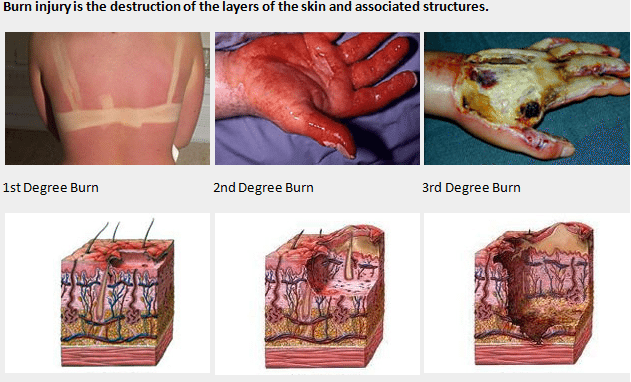 Burn injury is the destruction of the layers of the skin and associated structures.
1st Degree Burn
2nd Degree Burn
3rd Degree Burn